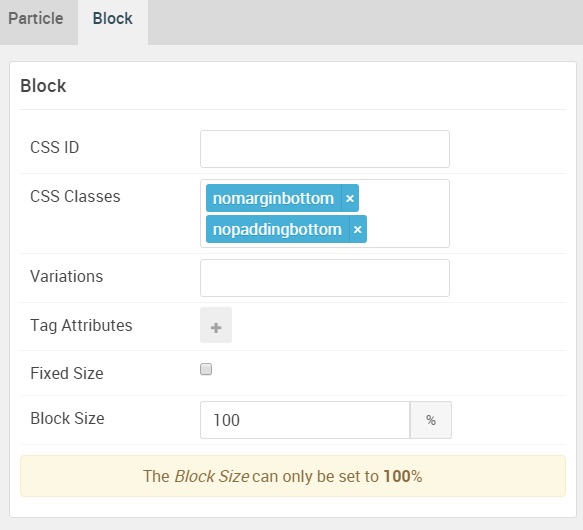 Particle Block
Block
CSS ID
CSS Classes nomarginbottom ×
nopaddingbottom ×
Variations
Tag Attributes +
Fixed Size
Block Size 100 %
The Block Size can only be set to 100%